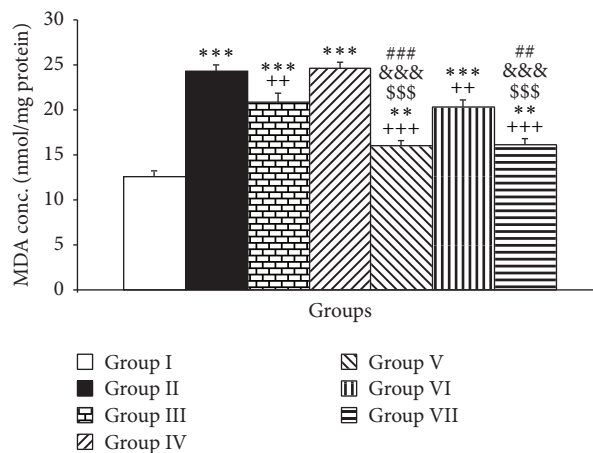 30
25
20
15
10
5
0
MDA conc. (nmol/mg protein)
***
***
++
***
###
&&&
$$$
**
+++
***
++
##
&&&
$$$
**
+++
Groups
Group I
Group II
Group III
Group IV
Group V
Group VI
Group VII